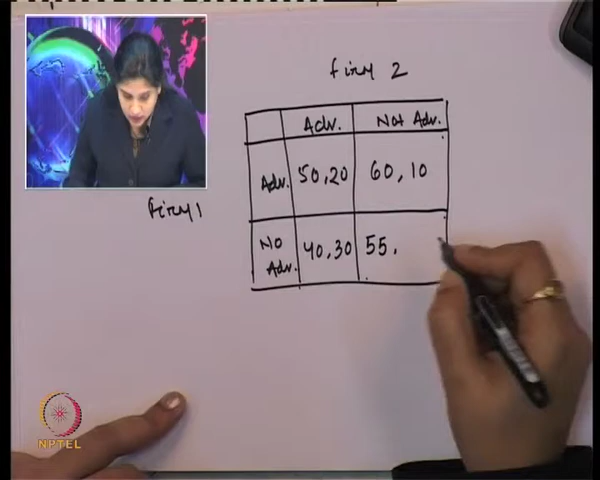 Firm 2
Adv. Not Adv.
Adv. 50,20 60,10
Firm 1
No Adv. 40,30 55,
NPTEL